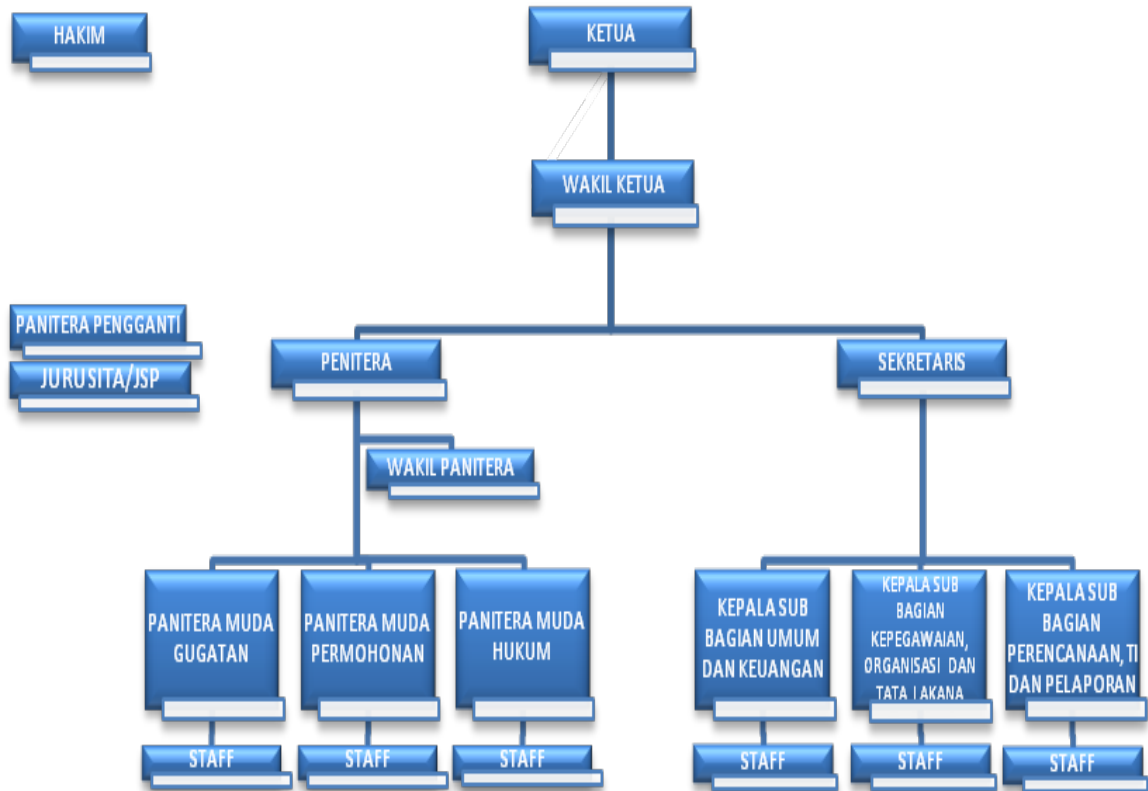 HAKIM
KETUA
WAKIL KETUA
PANITERA PENGGANTI
JURUSITA/JSP
PENITERA
SEKRETARIS
WAKIL PANITERA
PANITERA MUDA
GUGATAN
PANITERA MUDA
PERMOHONAN
PANITERA MUDA
HUKUM
KEPALA SUB
BAGIAN UMUM
DAN KEUANGAN
KEPALA SUB
BAGIAN
KEPEGAWAIAN,
ORGANISASI DAN
TATA LAKANA
KEPALA SUB
BAGIAN
PERENCANAAN, TI
DAN PELAPORAN
STAFF
STAFF
STAFF
STAFF
STAFF
STAFF